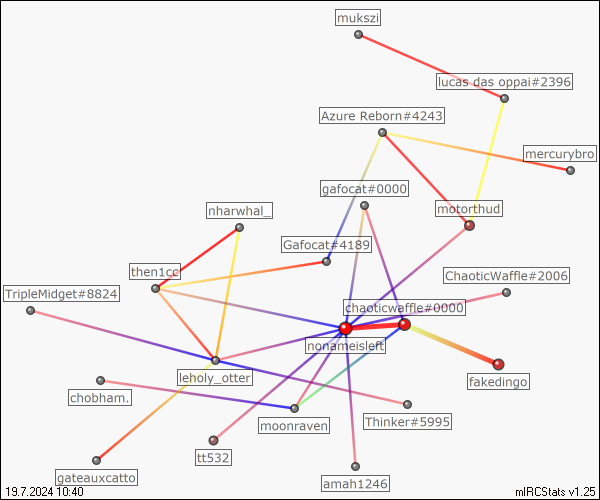 mukszi
lucas das oppai#2396
Azure Reborn#4243
mercurybro
gafocat#0000
nharwhal_
motorthud
Gafocat#4189
then1cc
ChaoticWaffle#2006
TripleMidget#8824
chaoticwaffle#0000
nonameisleft
leholy_otter
fakedingo
chobham.
moonraven
Thinker#5995
tt532
gateauxcatto
amah1246
19.7.2024 10:40
mIRCStats v1.25